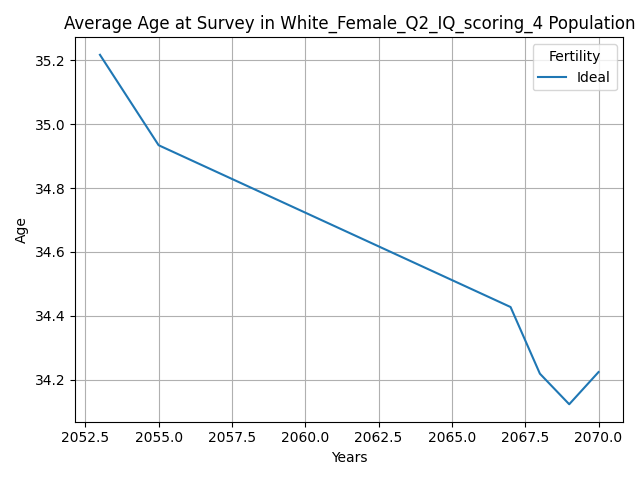 Average Age at Survey in White_Female_Q2_IQ_scoring_4 Population
Fertility
Ideal
35.2
35.0
34.8
34.6
34.4
34.2
Age
2052.5 2055.0 2057.5 2060.0 2062.5 2065.0 2067.5 2070.0
Years